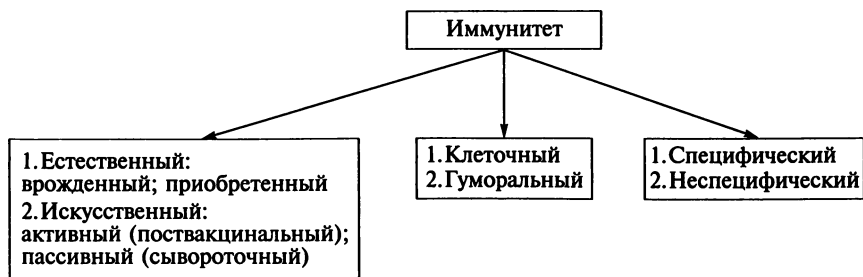 Иммунитет
1.Естественный:
врожденный; приобретенный
2.Искусственный:
активный (поствакцинальный);
пассивный (сывороточный)
1.Клеточный
2.Гуморальный
1.Специфический
2.Неспецифический